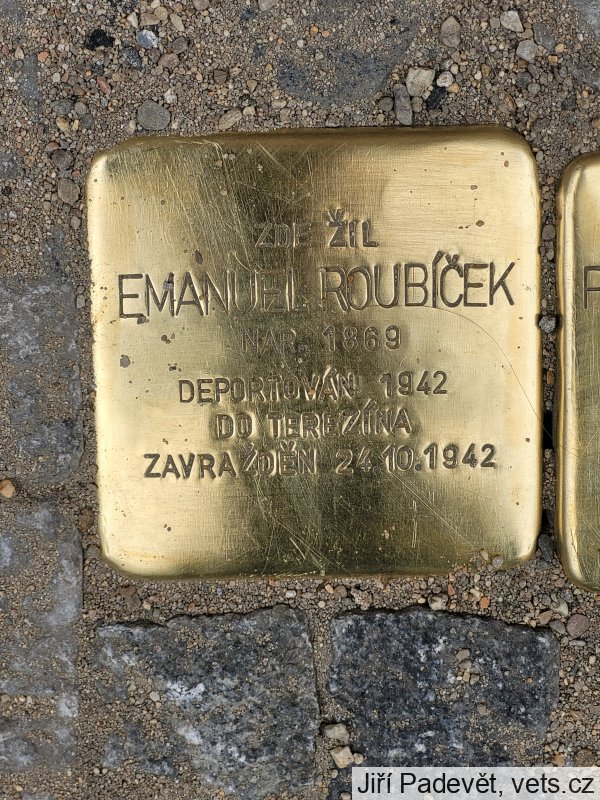 ZDE ŽIL
EMANUEL ROUBÍČEK
NAR. 1869
DEPORTOVÁN 1942
DO TEREZÍNA
ZAVRAŽDĚN 24.10.1942
Jiří Padevět, vets.cz